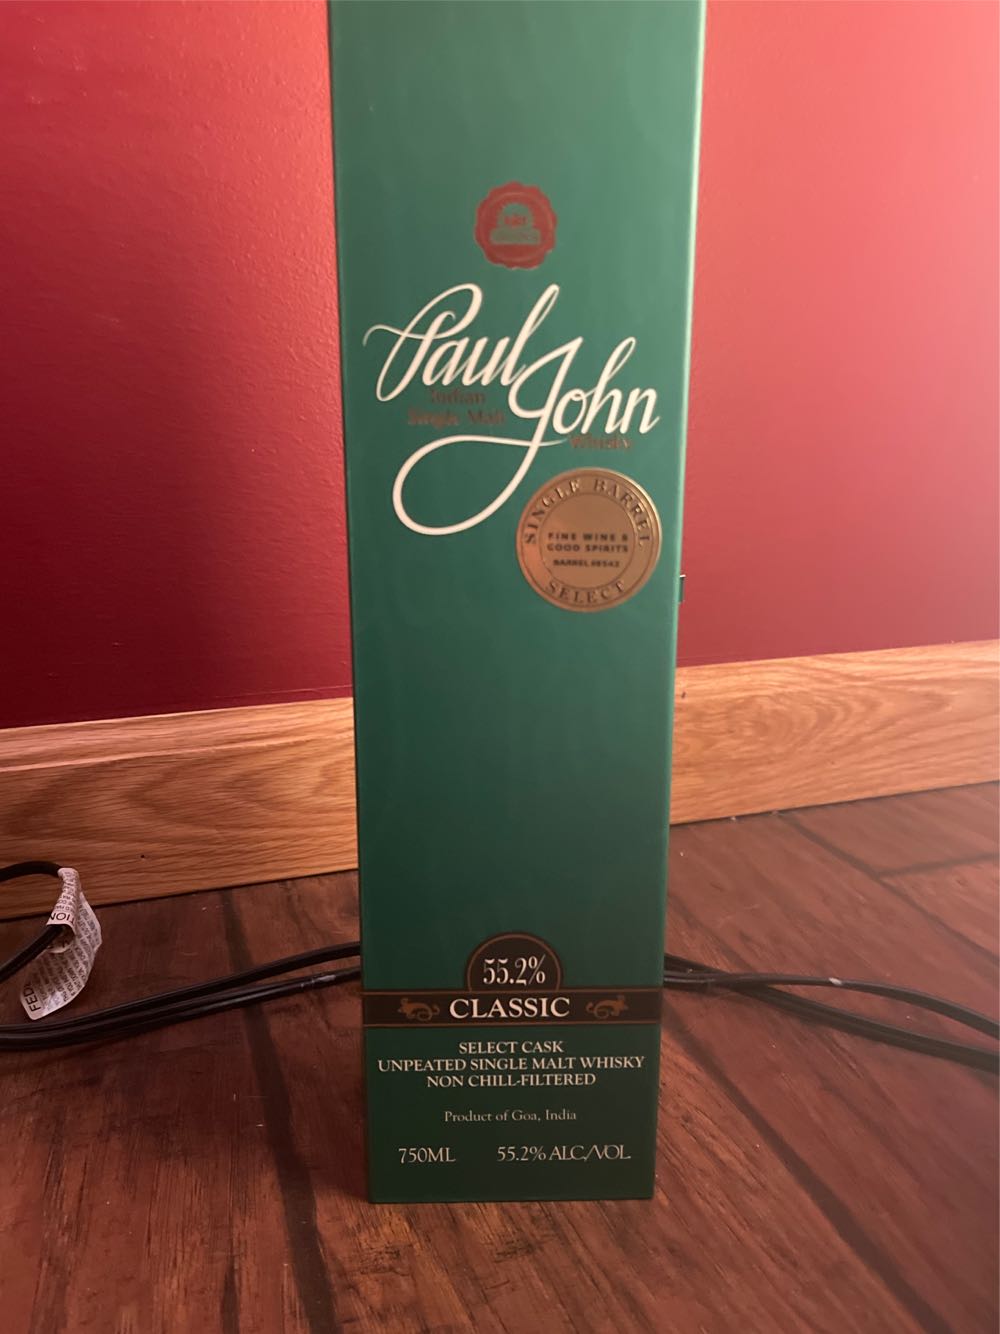 Paul John
Indian
Single Malt
Whisky
SINGLE BARREL
FINE WINE &
GOOD SPIRITS
SELECT
55.2%
CLASSIC
SELECT CASK
UNPEATED SINGLE MALT WHISKY
NON CHILL-FILTERED
Product of Goa, India
750ML 55.2% ALC/VOL